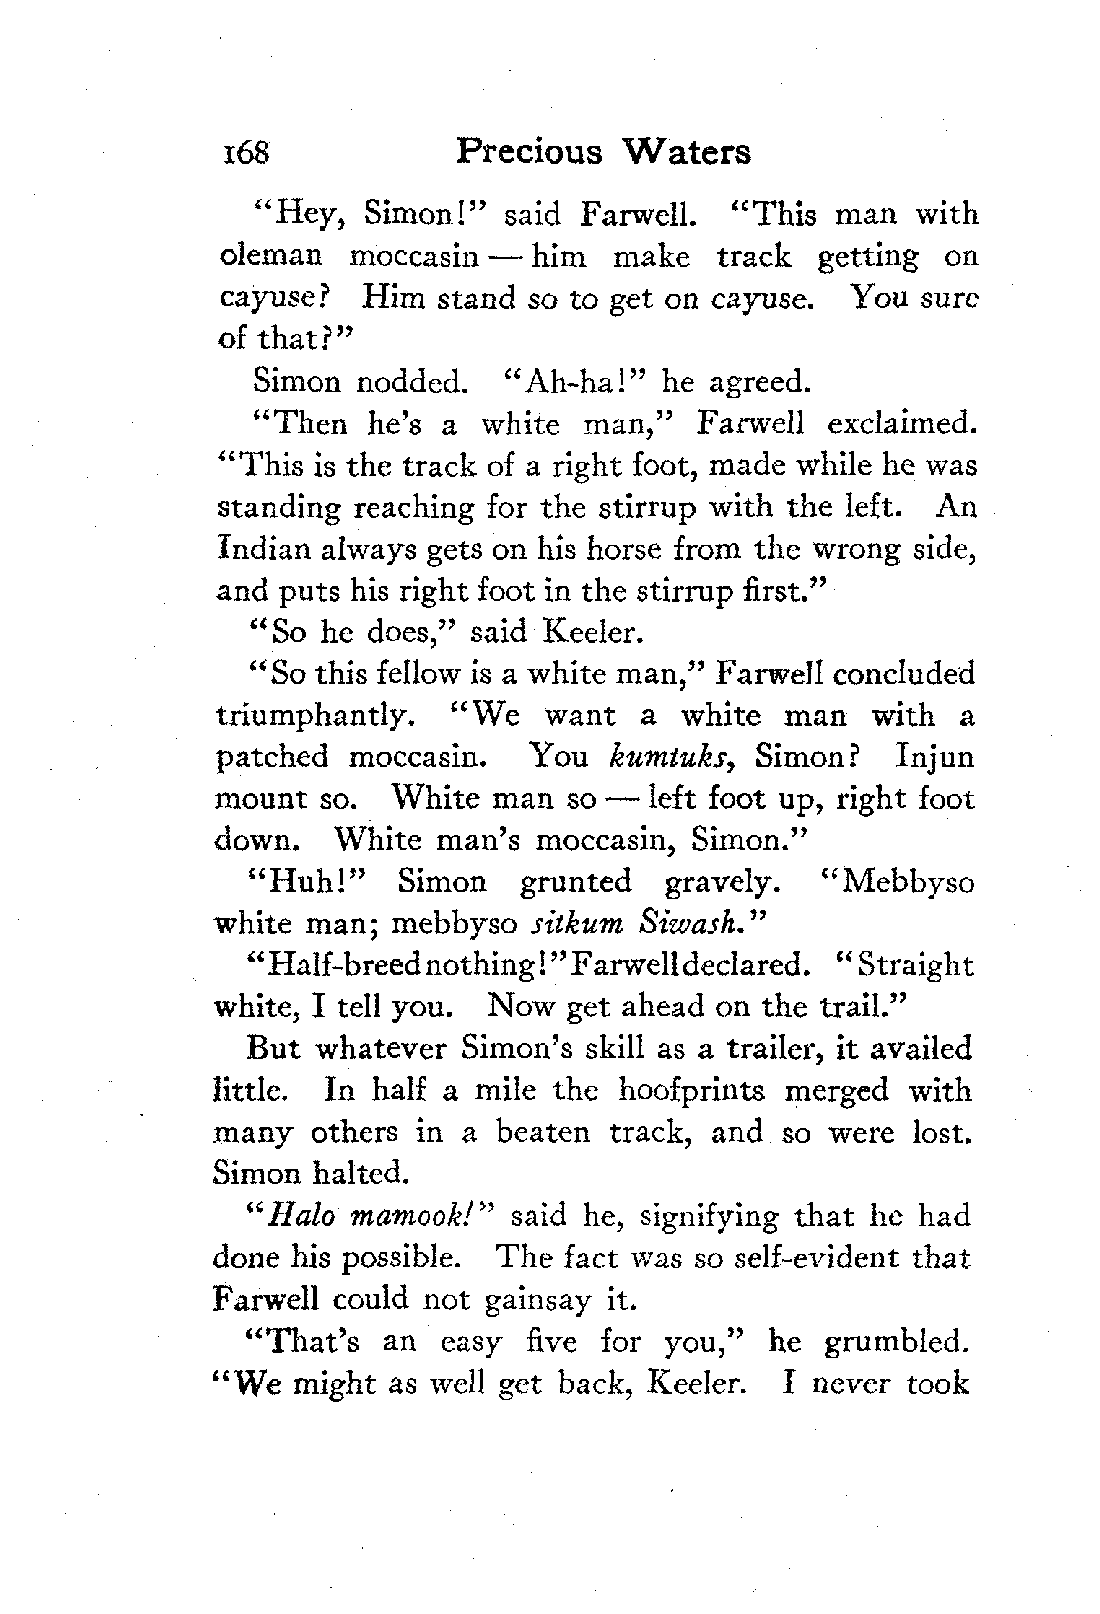 168 Precious Waters
"Hey, Simon!" said Farwell. "This man with
oleman moccasin — him make track getting on
cayuse? Him stand so to get on cayuse. You sure
of that?"
Simon nodded. "Ah-ha!" he agreed.
"Then he's a white man," Farwell exclaimed.
"This is the track of a right foot, made while he was
standing reaching for the stirrup with the left. An
Indian always gets on his horse from the wrong side,
and puts his right foot in the stirrup first."
"So he does," said Keeler.
"So this fellow is a white man," Farwell concluded
triumphantly. "We want a white man with a
patched moccasin. You kumtuks, Simon? Injun
mount so. White man so — left foot up, right foot
down. White man's moccasin, Simon."
"Huh!" Simon grunted gravely. "Mebbyso
white man; mebbyso sitkum Siwash."
"Half-breed nothing!" Farwell declared. "Straight
white, I tell you. Now get ahead on the trail."
But whatever Simon's skill as a trailer, it availed
little. In half a mile the hoofprints merged with
many others in a beaten track, and so were lost.
Simon halted.
"Halo mamook!" said he, signifying that he had
done his possible. The fact was so self-evident that
Farwell could not gainsay it.
"That's an easy five for you," he grumbled.
"We might as well get back, Keeler. I never took